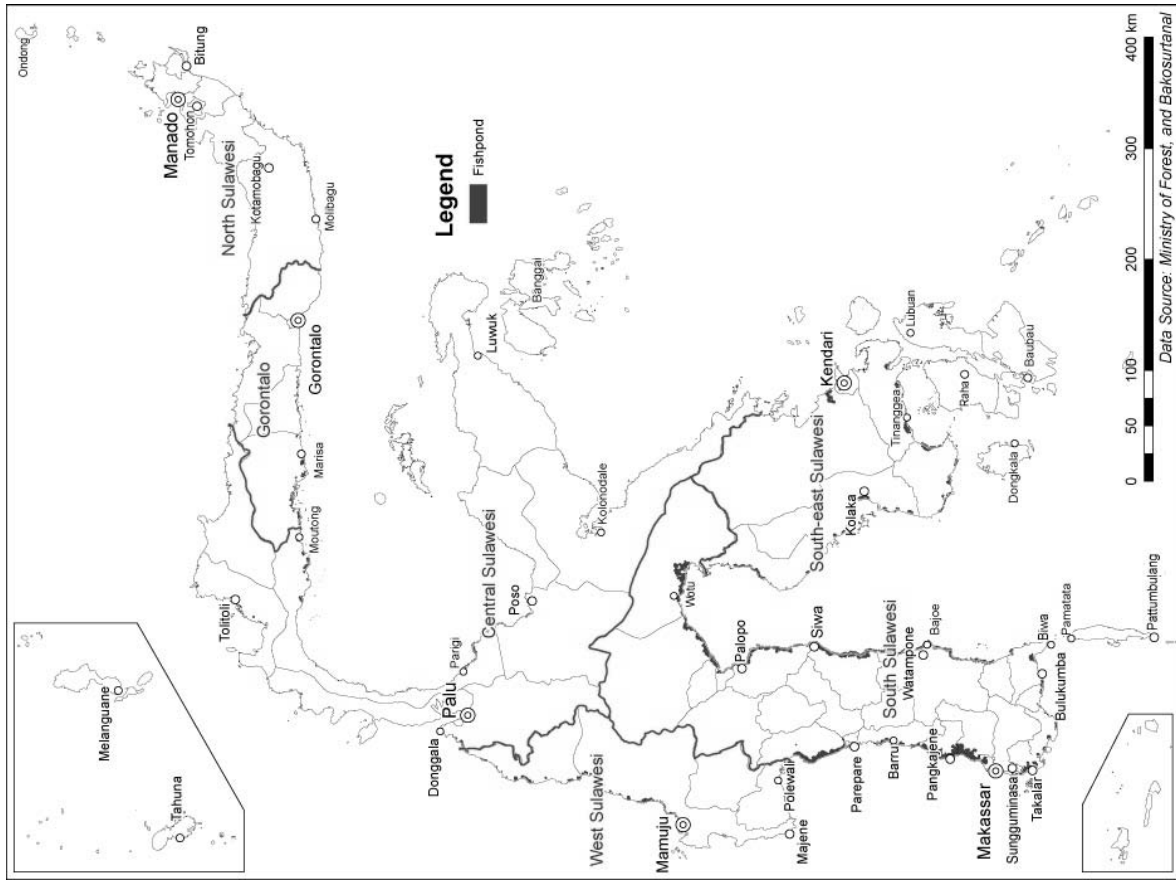 Ondong
Bitung
Manado
Tomohon
North Sulawesi
Kotamobagu
Molibagu
Gorontalo
Gorontalo
Marisa
Moutong
Tolitoli
Melanguane
Tahuna
Legend
Fishpond
Banggai
Luwuk
Kolonodale
Central Sulawesi
Poso
Parigi
Palu
Donggala
West Sulawesi
Mamuju
Majene
Polewali
Parepare
Barru
Pangkajene
Makassar
Sungguminasa
Takalar
Bulukumba
Biwa
Pamatata
Pattumbulang
South Sulawesi
Watampone
Bajoe
Siwa
Palopo
Wotu
South-east Sulawesi
Kolaka
Kendari
Tinanggea
Lubuan
Raha
Baubau
Dongkala
0 50 100 200 300 400 km
Data Source: Ministry of Forest, and Bakosurtanal